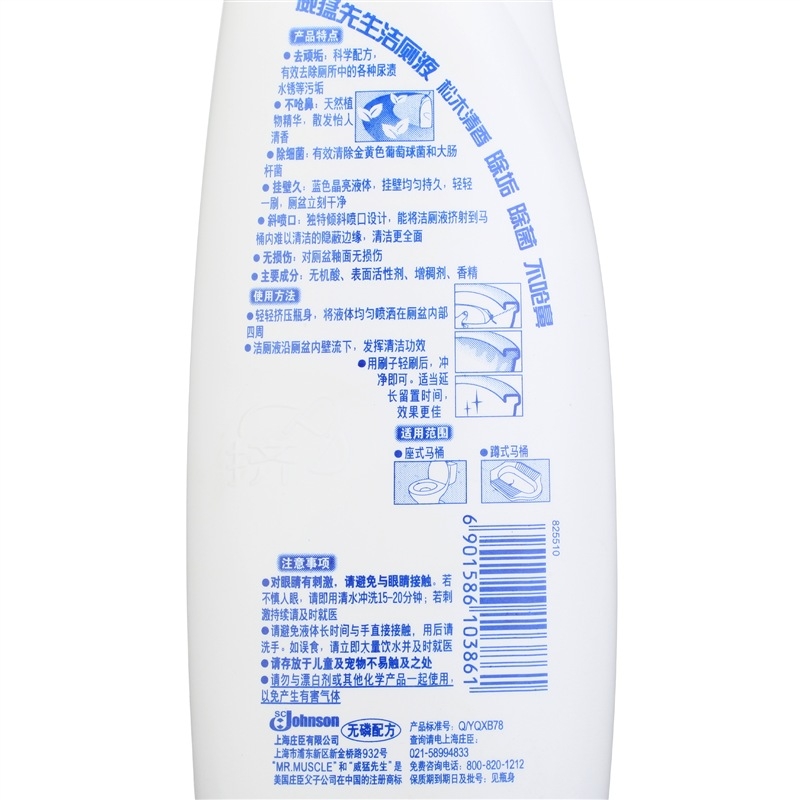 威猛先生洁厕液
松木清香 除垢 除菌 不呛鼻
产品特点
●去顽垢：科学配方，
有效去除厕所中的各种尿渍
水锈等污垢
●不呛鼻：天然植
物精华，散发怡人
清香
●除细菌：有效清除金黄色葡萄球菌和大肠
杆菌
●挂壁久：蓝色晶亮液体，挂壁均匀持久，轻轻
一刷，厕盆立刻干净
●斜喷口：独特倾斜喷口设计，能将洁厕液挤射到马
桶内难以清洁的隐蔽边缘，清洁更全面
●无损伤：对厕盆釉面无损伤
●主要成分：无机酸、表面活性剂、增稠剂、香精
使用方法
●轻轻挤压瓶身，将液体均匀喷洒在厕盆内部
四周
●洁厕液沿厕盆内壁流下，发挥清洁功效
●用刷子轻刷后，冲
净即可。适当延
长留置时间，
效果更佳
适用范围
●座式马桶
●蹲式马桶
825510
6901586103861
注意事项
●对眼睛有刺激，请避免与眼睛接触。若
不慎入眼，请即用清水冲洗15-20分钟；若刺
激持续请及时就医
●请避免液体长时间与手直接接触，用后请
洗手。如误食，请立即大量饮水并及时就医
●请存放于儿童及宠物不易触及之处
●请勿与漂白剂或其他化学产品一起使用，
以免产生有害气体
SC Johnson
无磷配方
上海庄臣有限公司
上海市浦东新区新金桥路932号
"MR.MUSCLE"和"威猛先生"是
美国庄臣父子公司在中国的注册商标
产品标准号：Q/YQXB78
查询请电上海庄臣：
021-58994833
免费咨询电话：800-820-1212
保质期到期日及批号：见瓶身